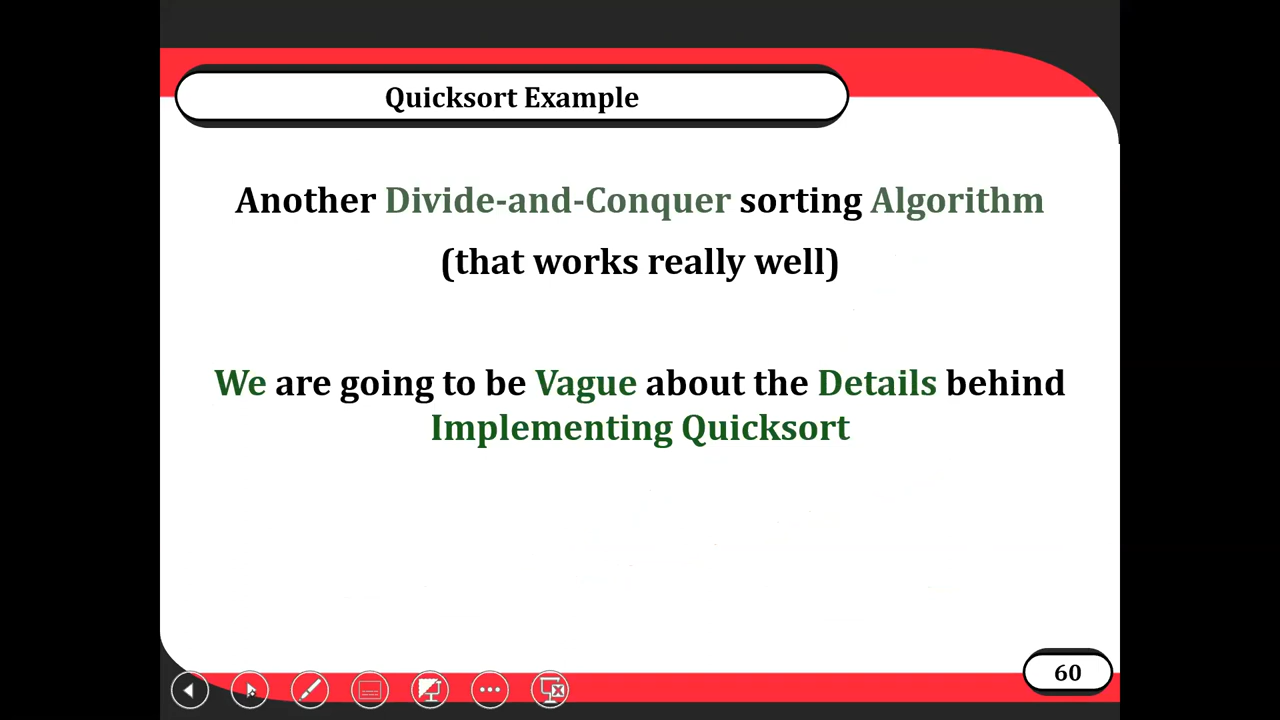 Quicksort Example
Another Divide-and-Conquer sorting Algorithm
(that works really well)
We are going to be Vague about the Details behind
Implementing Quicksort
60